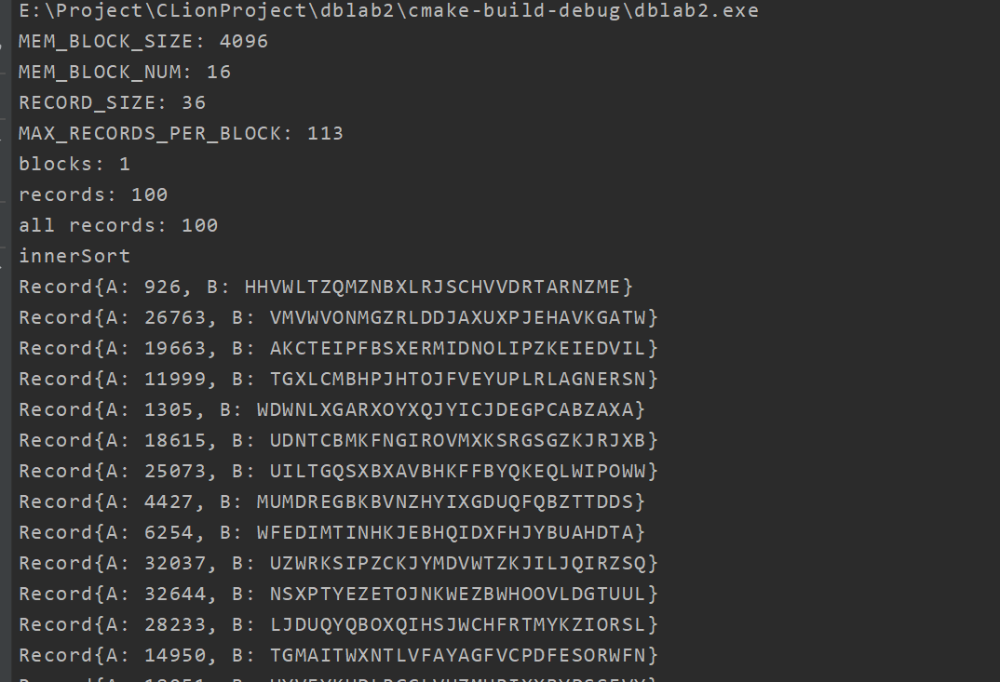 E:\Project\CLionProject\dblab2\cmake-build-debug\dblab2.exe
MEM_BLOCK_SIZE: 4096
MEM_BLOCK_NUM: 16
RECORD_SIZE: 36
MAX_RECORDS_PER_BLOCK: 113
blocks: 1
records: 100
all records: 100
innerSort
Record{A: 926, B: HHVWLTZQMZNBXLRJSCHVVDRTARNZME}
Record{A: 26763, B: VMVWVONMGZRLDDJAXUXPJEHAVKGATW}
Record{A: 19663, B: AKCTEIPFBSXERMIDNOLIPZKEIEDVIL}
Record{A: 11999, B: TGXLCMBHPJHTOJFVEYUPLRLAGNERSN}
Record{A: 1305, B: WDWNLXGARXOYXQJYICJDEGPCABZAXA}
Record{A: 18615, B: UDNTCBMKFNGIROVMXKSRGSGZKJRJXB}
Record{A: 25073, B: UILTGQSXBXAVBHKFFBYQKEQLWIPOWW}
Record{A: 4427, B: MUMDREGBKBVNZHYIXGDUQFQBZTTDDS}
Record{A: 6254, B: WFEDIMTINHKJEBHQIDXFHJYBUAHDTA}
Record{A: 32037, B: UZWRKSIPZCKJYMDVWTZKJILJQIRZSQ}
Record{A: 32644, B: NSXPTYEZETOJNKWEZBWHOOVLDGTUUL}
Record{A: 28233, B: LJDUQYQBOXQIHSJWCHFRTMYKZIORSL}
Record{A: 14950, B: TGMAITWXNTLVFAYAGFVCPDFESORWFN}